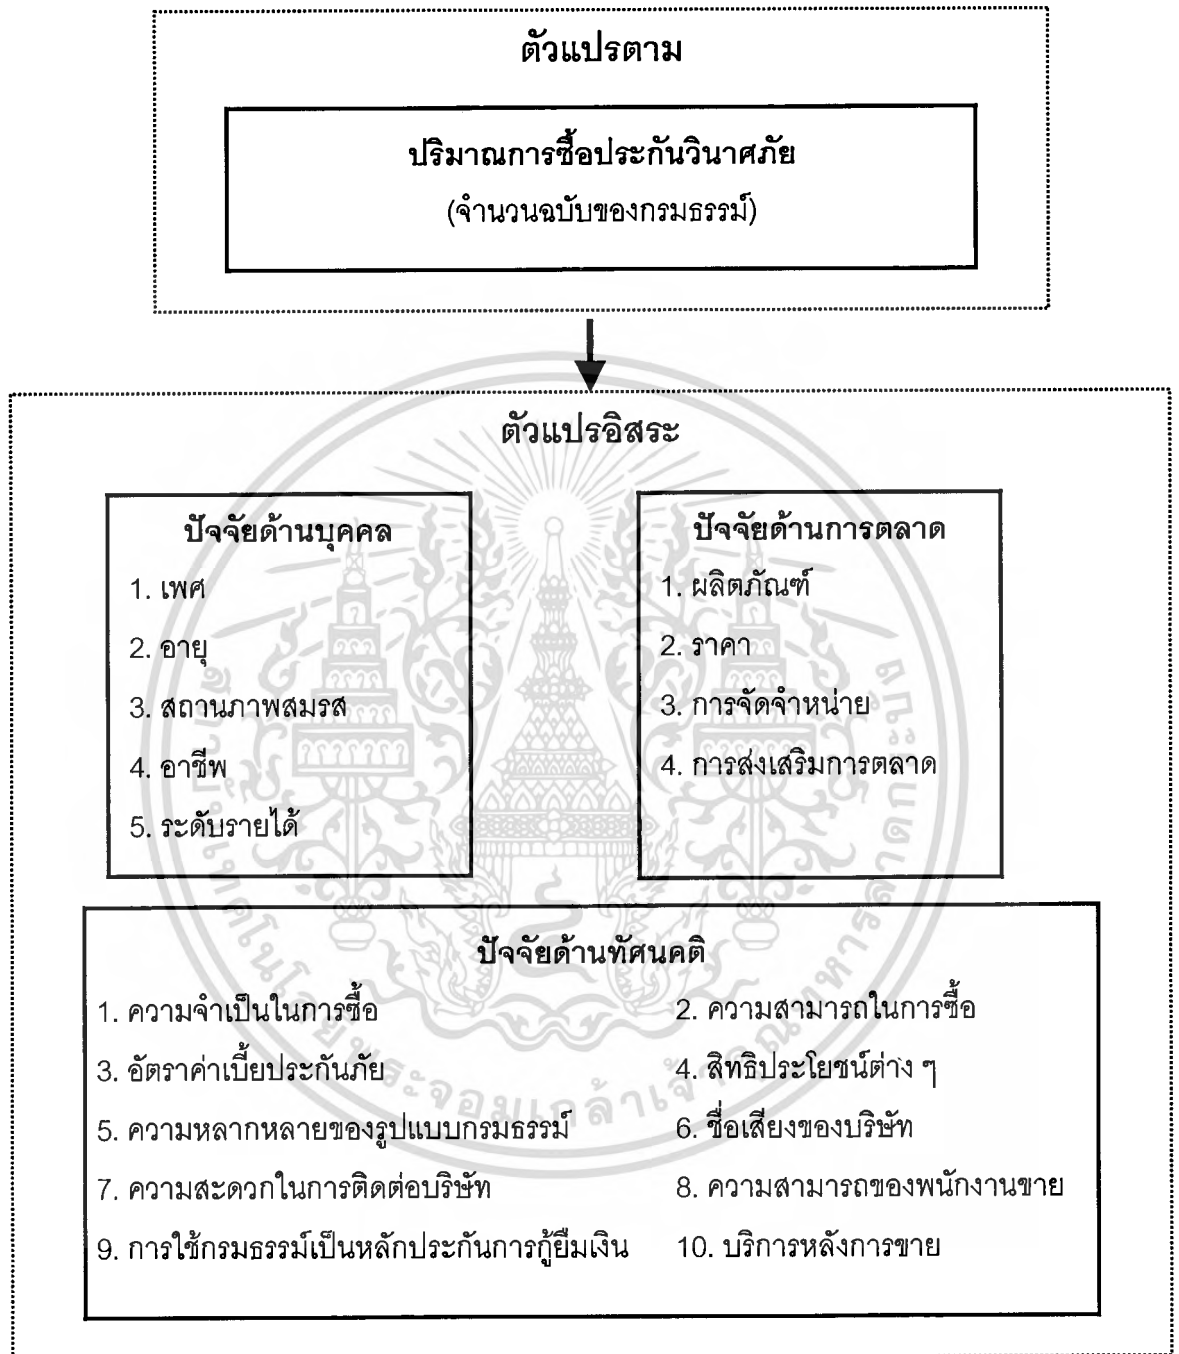 ตัวแปรตาม
ปริมาณการซื้อประกันวินาศภัย
(จำนวนฉบับของกรมธรรม์)
ตัวแปรอิสระ
ปัจจัยด้านบุคคล
1. เพศ
2. อายุ
3. สถานภาพสมรส
4. อาชีพ
5. ระดับรายได้
ปัจจัยด้านการตลาด
1. ผลิตภัณฑ์
2. ราคา
3. การจัดจำหน่าย
4. การส่งเสริมการตลาด
ปัจจัยด้านทัศนคติ
1. ความจำเป็นในการซื้อ 2. ความสามารถในการซื้อ
3. อัตราค่าเบี้ยประกันภัย 4. สิทธิประโยชน์ต่าง ๆ
5. ความหลากหลายของรูปแบบกรมธรรม์ 6. ชื่อเสียงของบริษัท
7. ความสะดวกในการติดต่อบริษัท 8. ความสามารถของพนักงานขาย
9. การใช้กรมธรรม์เป็นหลักประกันการกู้ยืมเงิน 10. บริการหลังการขาย